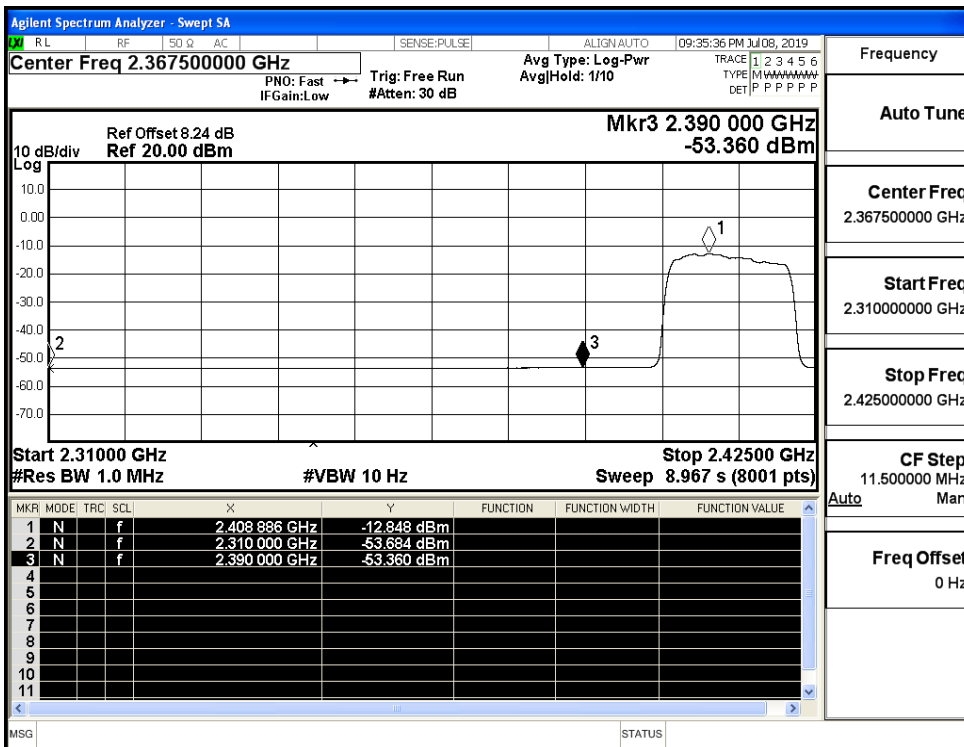 Agilent Spectrum Analyzer - Swept SA
LXI RL RF 50 Ω AC SENSE:PULSE ALIGN AUTO 09:35:36 PM Jul 08, 2019
Center Freq 2.367500000 GHz
PNO: Fast
IFGain:Low
Trig: Free Run
#Atten: 30 dB
Avg Type: Log-Pwr
Avg|Hold: 1/10
TRACE 1 2 3 4 5 6
TYPE M WWWWW
DET P P P P P P
Mkr3 2.390 000 GHz
-53.360 dBm
Ref Offset 8.24 dB
10 dB/div Ref 20.00 dBm
Log
10.0
0.00
-10.0
-20.0
-30.0
-40.0
-50.0
-60.0
-70.0
1
2
3
Start 2.31000 GHz Stop 2.42500 GHz
#Res BW 1.0 MHz #VBW 10 Hz Sweep 8.967 s (8001 pts)
MKR MODE TRC SCL X Y FUNCTION FUNCTION WIDTH FUNCTION VALUE
1 N f 2.408 886 GHz -12.848 dBm
2 N f 2.310 000 GHz -53.684 dBm
3 N f 2.390 000 GHz -53.360 dBm
4
5
6
7
8
9
10
11
MSG STATUS
Frequency
Auto Tune
Center Freq
2.367500000 GHz
Start Freq
2.310000000 GHz
Stop Freq
2.425000000 GHz
CF Step
11.500000 MHz
Auto Man
Freq Offset
0 Hz